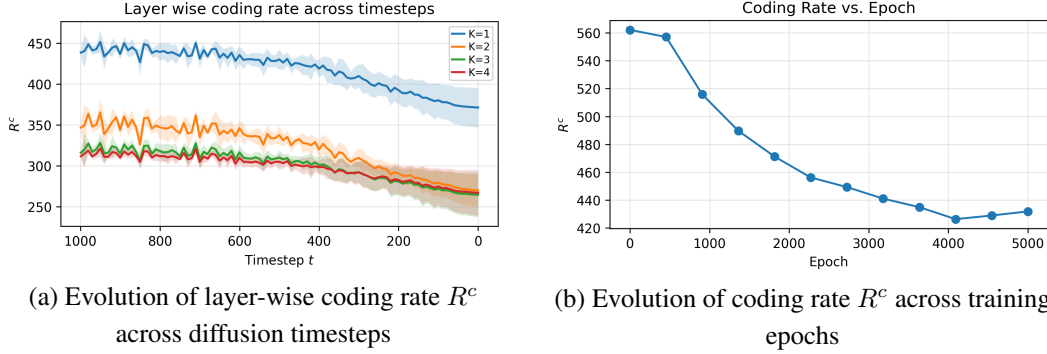 Layer wise coding rate across timesteps
R^c
450
400
350
300
250
K=1
K=2
K=3
K=4
1000 800 600 400 200 0
Timestep t
(a) Evolution of layer-wise coding rate R^c
across diffusion timesteps
Coding Rate vs. Epoch
R^c
560
540
520
500
480
460
440
420
0 1000 2000 3000 4000 5000
Epoch
(b) Evolution of coding rate R^c across training
epochs